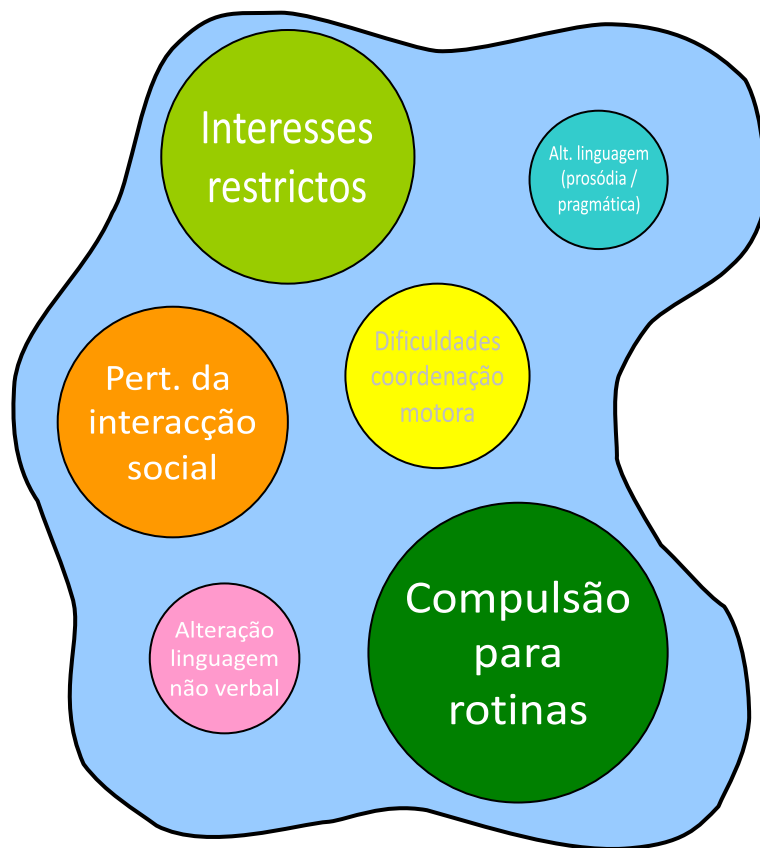 Interesses
restrictos
Alt. linguagem
(prosódia /
pragmática)
Dificuldades
coordenação
motora
Pert. da
interacção
social
Compulsão
para
rotinas
Alteração
linguagem
não verbal